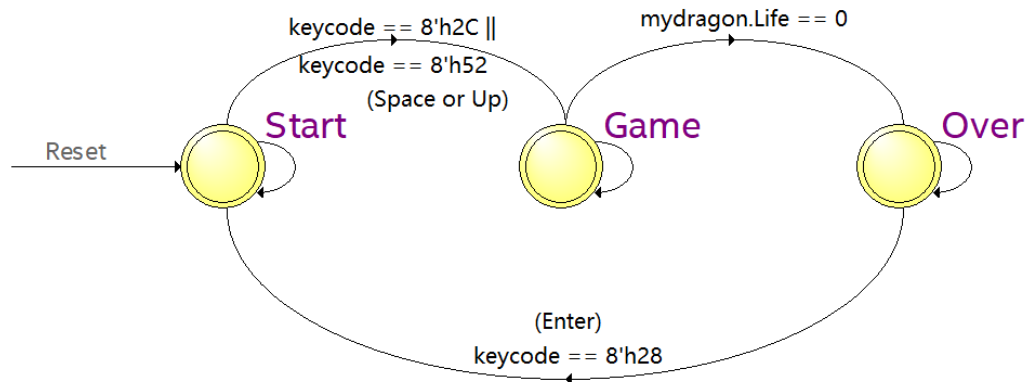 keycode == 8'h2C ||
keycode == 8'h52
(Space or Up)
mydragon.Life == 0
Start
Game
Over
Reset
(Enter)
keycode == 8'h28